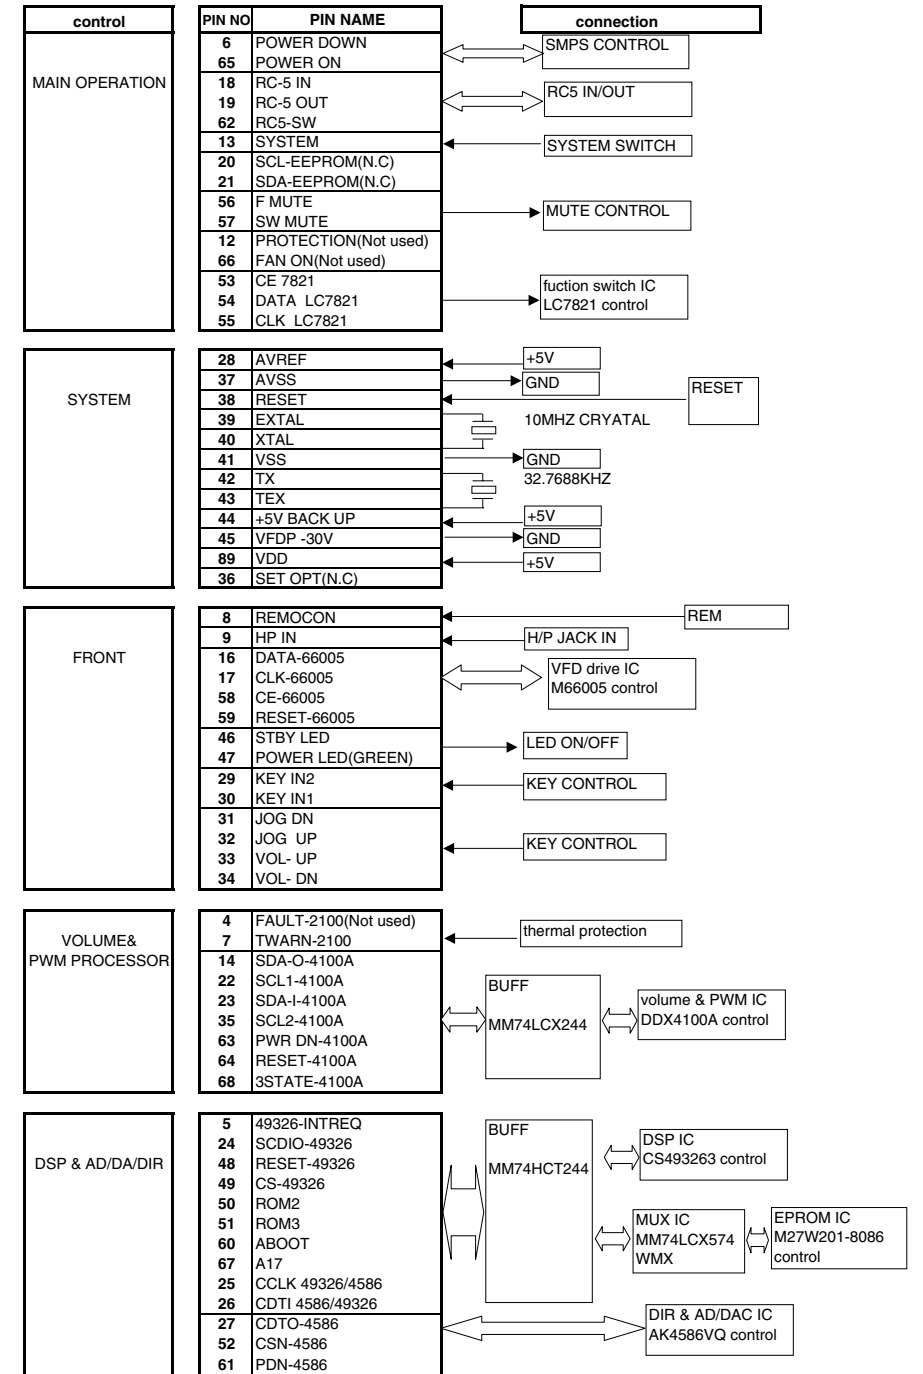 control PIN NO PIN NAME connection
6 POWER DOWN SMPS CONTROL
65 POWER ON
MAIN OPERATION 18 RC-5 IN
19 RC-5 OUT RC5 IN/OUT
62 RC5-SW
13 SYSTEM SYSTEM SWITCH
20 SCL-EEPROM(N.C)
21 SDA-EEPROM(N.C)
56 F MUTE MUTE CONTROL
57 SW MUTE
12 PROTECTION(Not used)
66 FAN ON(Not used)
53 CE 7821 fuction switch IC
54 DATA LC7821 LC7821 control
55 CLK LC7821
28 AVREF +5V
37 AVSS GND
SYSTEM 38 RESET RESET
39 EXTAL 10MHZ CRYATAL
40 XTAL
41 VSS GND
42 TX 32.7688KHZ
43 TEX
44 +5V BACK UP +5V
45 VFDP -30V GND
89 VDD +5V
36 SET OPT(N.C)
8 REMOCON REM
9 HP IN H/P JACK IN
FRONT 16 DATA-66005 VFD drive IC
17 CLK-66005 M66005 control
58 CE-66005
59 RESET-66005
46 STBY LED LED ON/OFF
47 POWER LED(GREEN)
29 KEY IN2 KEY CONTROL
30 KEY IN1
31 JOG DN
32 JOG UP KEY CONTROL
33 VOL- UP
34 VOL- DN
4 FAULT-2100(Not used) thermal protection
VOLUME& 7 TWARN-2100
PWM PROCESSOR 14 SDA-O-4100A
22 SCL1-4100A BUFF
23 SDA-I-4100A volume & PWM IC
35 SCL2-4100A MM74LCX244 DDX4100A control
63 PWR DN-4100A
64 RESET-4100A
68 3STATE-4100A
5 49326-INTREQ BUFF
24 SCDIO-49326 DSP IC
DSP & AD/DA/DIR 48 RESET-49326 MM74HCT244 CS493263 control
49 CS-49326
50 ROM2
51 ROM3 MUX IC EPROM IC
60 ABOOT MM74LCX574 M27W201-8086
67 A17 WMX control
25 CCLK 49326/4586
26 CDTI 4586/49326
27 CDTO-4586 DIR & AD/DAC IC
52 CSN-4586 AK4586VQ control
61 PDN-4586